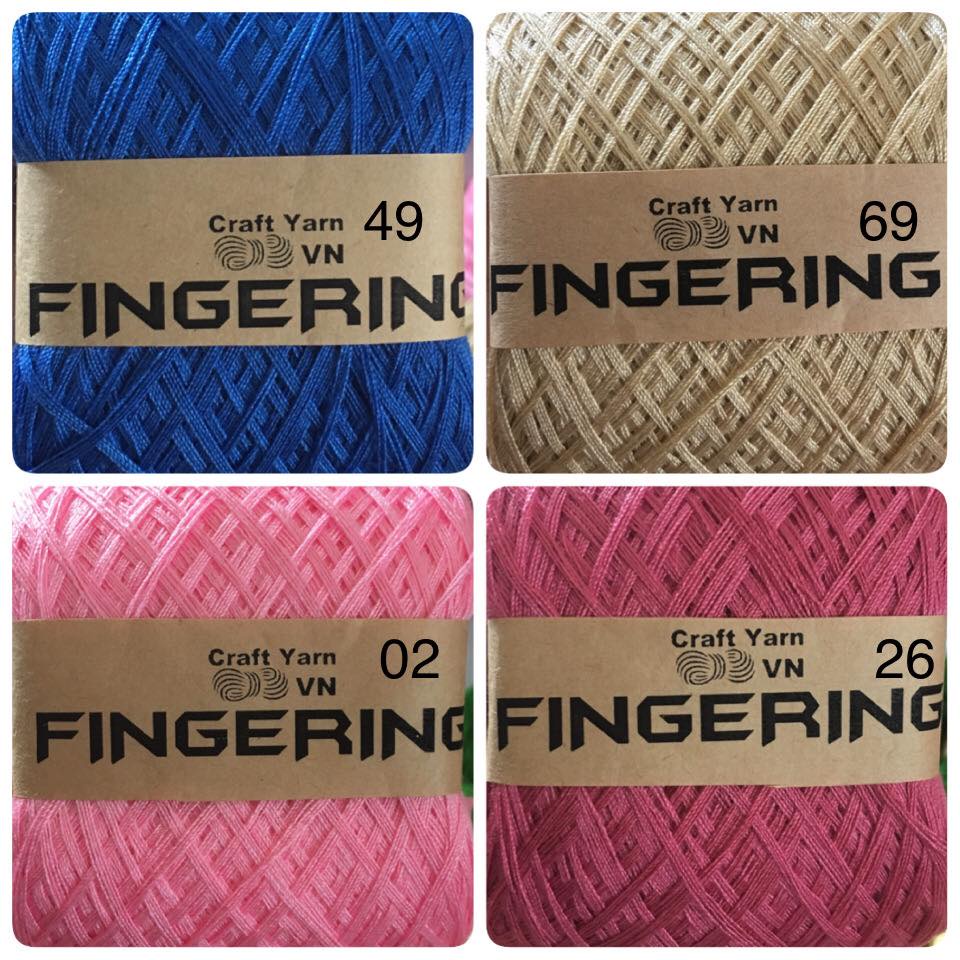 Craft Yarn 49
VN
FINGERING
Craft Yarn
VN 69
FINGERING
Craft Yarn 02
VN
FINGERING
Craft Yarn
VN 26
FINGERING